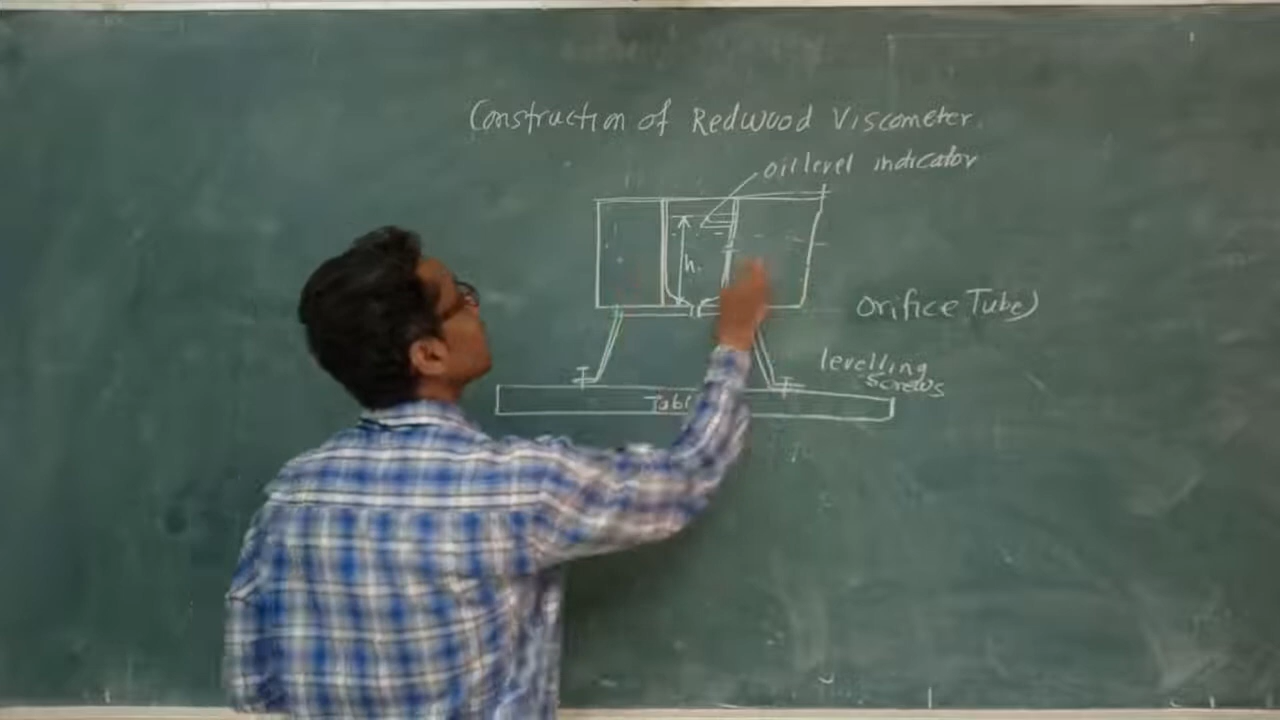 Construction of Redwood Viscometer.
oil level indicator
h
Orifice Tube)
levelling
Screws